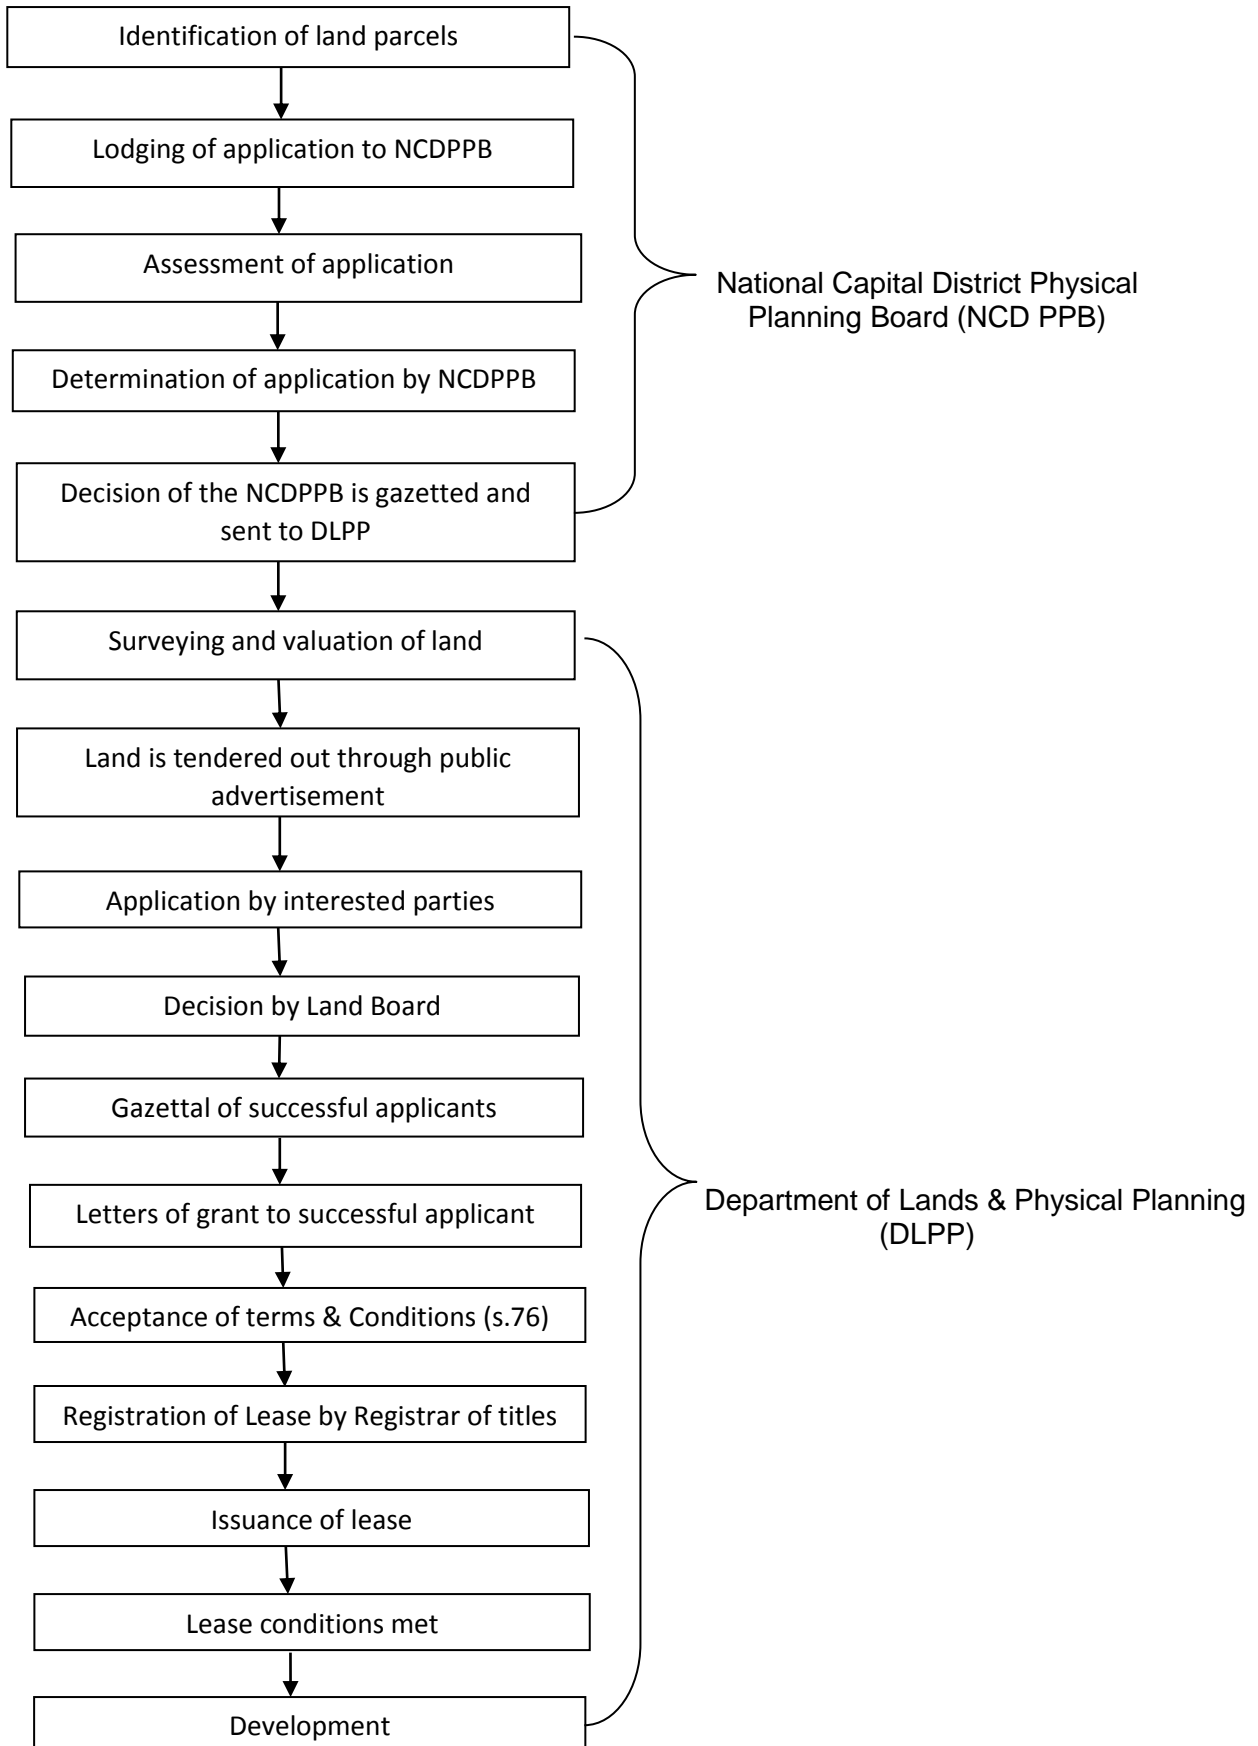 Identification of land parcels
Lodging of application to NCDPPB
Assessment of application
National Capital District Physical
Planning Board (NCD PPB)
Determination of application by NCDPPB
Decision of the NCDPPB is gazetted and
sent to DLPP
Surveying and valuation of land
Land is tendered out through public
advertisement
Application by interested parties
Decision by Land Board
Gazettal of successful applicants
Letters of grant to successful applicant
Department of Lands & Physical Planning
(DLPP)
Acceptance of terms & Conditions (s.76)
Registration of Lease by Registrar of titles
Issuance of lease
Lease conditions met
Development